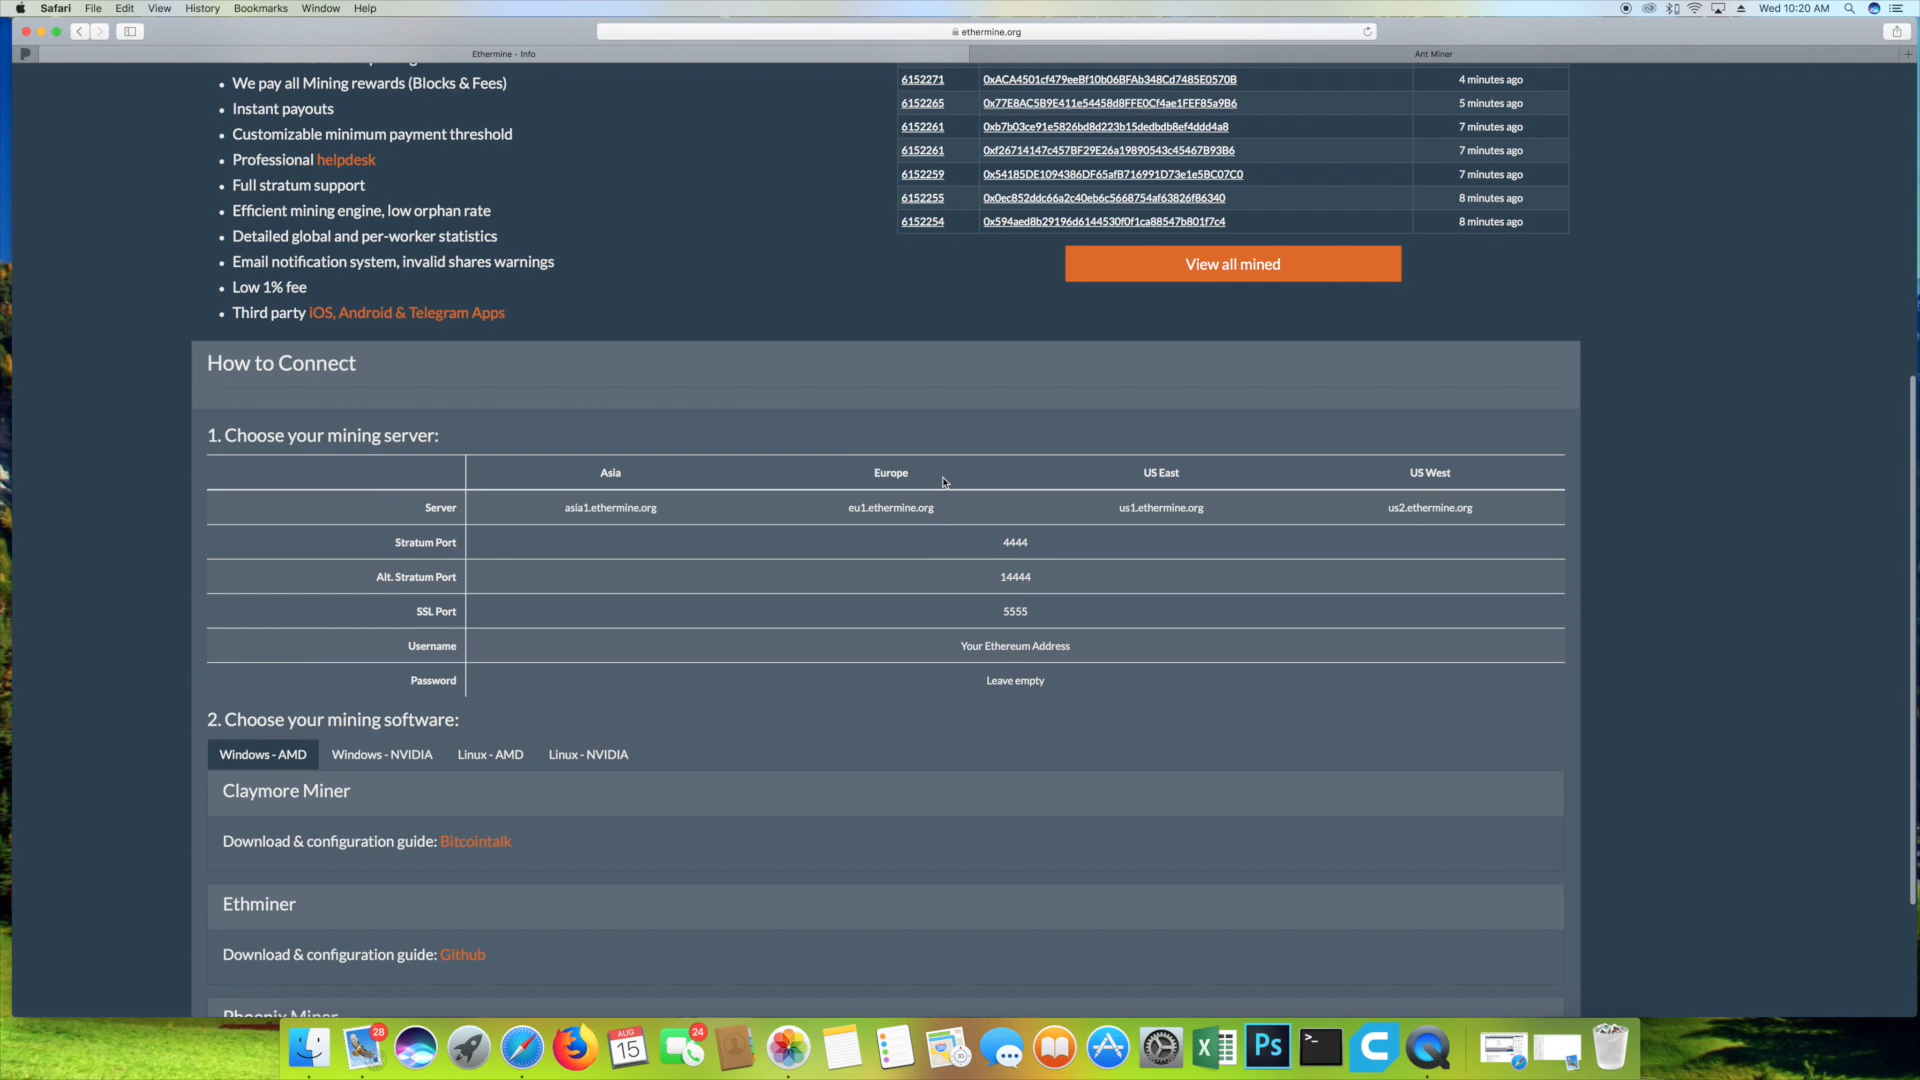 Safari File Edit View History Bookmarks Window Help
Wed 10:20 AM
ethermine.org
Ethermine - Info
Ant Miner
We pay all Mining rewards (Blocks & Fees)
Instant payouts
Customizable minimum payment threshold
Professional helpdesk
Full stratum support
Efficient mining engine, low orphan rate
Detailed global and per-worker statistics
Email notification system, invalid shares warnings
Low 1% fee
Third party iOS, Android & Telegram Apps
6152271 0xACA4501cf479eeBf10b06BFAb348Cd7485E0570B 4 minutes ago
6152265 0x77E8AC5B9E411e54458d8FFE0Cf4ae1FEF85a9B6 5 minutes ago
6152261 0xb7b03ce91e5826bd8d223b15dedbdb8ef4ddd4a8 7 minutes ago
6152261 0xf26714147c457BF29E26a19890543c45467B93B6 7 minutes ago
6152259 0x54185DE1094386DF65afB716991D73e1e5BC07C0 7 minutes ago
6152255 0x0ec852ddc66a2c40eb6c5668754af63826f86340 8 minutes ago
6152254 0x594aed8b29196d6144530f0f1ca88547b801f7c4 8 minutes ago
View all mined
How to Connect
1. Choose your mining server:
Asia Europe US East US West
Server asia1.ethermine.org eu1.ethermine.org us1.ethermine.org us2.ethermine.org
Stratum Port 4444
Alt. Stratum Port 14444
SSL Port 5555
Username Your Ethereum Address
Password Leave empty
2. Choose your mining software:
Windows - AMD Windows - NVIDIA Linux - AMD Linux - NVIDIA
Claymore Miner
Download & configuration guide: Bitcointalk
Ethminer
Download & configuration guide: Github
Phoenix Miner
28
AUG
15
24
30
Ps